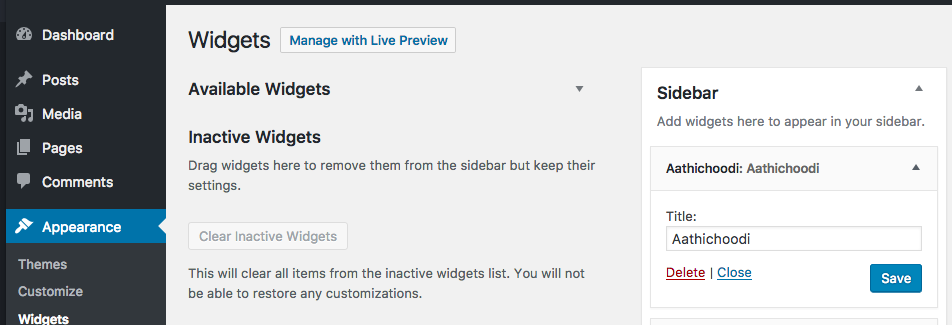 Dashboard
Posts
Media
Pages
Comments
Appearance
Themes
Customize
Widgets
Widgets Manage with Live Preview
Available Widgets
Inactive Widgets
Drag widgets here to remove them from the sidebar but keep their
settings.
Clear Inactive Widgets
This will clear all items from the inactive widgets list. You will not
be able to restore any customizations.
Sidebar
Add widgets here to appear in your sidebar.
Aathichoodi: Aathichoodi
Title:
Aathichoodi
Delete | Close Save